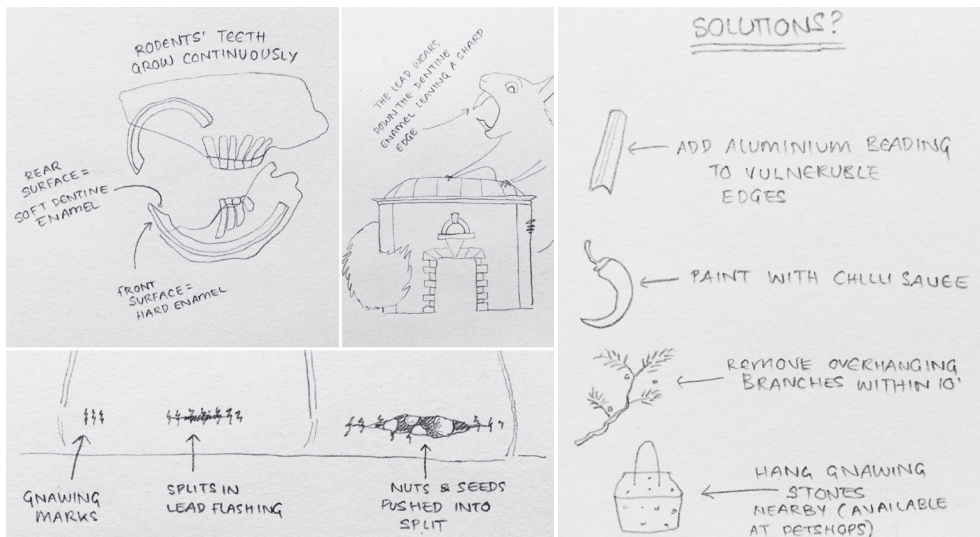 RODENTS' TEETH
GROW CONTINUOUSLY
REAR
SURFACE =
SOFT DENTINE
ENAMEL
FRONT
SURFACE =
HARD ENAMEL
THE LEAD WEARS
DOWN THE DENTINE
ENAMEL LEAVING A SHARP
EDGE
GNAWING
MARKS
SPLITS IN
LEAD FLASHING
NUTS & SEEDS
PUSHED INTO
SPLIT
SOLUTIONS?
ADD ALUMINIUM BEADING
TO VULNERUBLE
EDGES
PAINT WITH CHILLI SAUCE
REMOVE OVERHANGING
BRANCHES WITHIN 10'
HANG GNAWING
STONES
NEARBY (AVAILABLE
AT PETSHOPS)